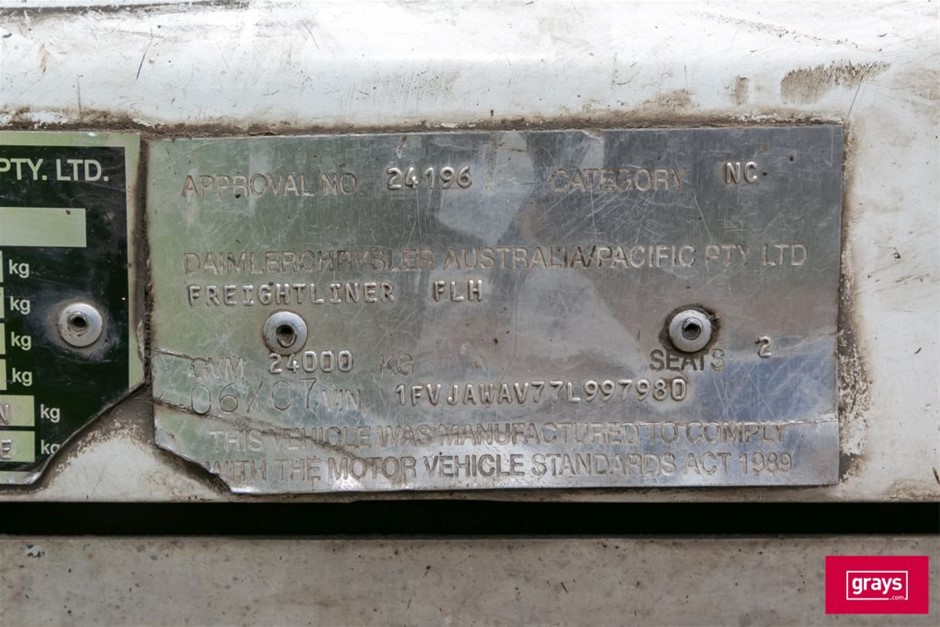 PTY. LTD.
kg
kg
kg
kg
N kg
E kg
APPROVAL NO. 24196 CATEGORY NC
DAIMLERCHRYSLER AUSTRALIA/PACIFIC PTY LTD
FREIGHTLINER FLH
GVM 24000 KG SEATS 2
06/07 VIN 1FVJAWAV77L99798D
THIS VEHICLE WAS MANUFACTURED TO COMPLY
WITH THE MOTOR VEHICLE STANDARDS ACT 1989
grays
.com